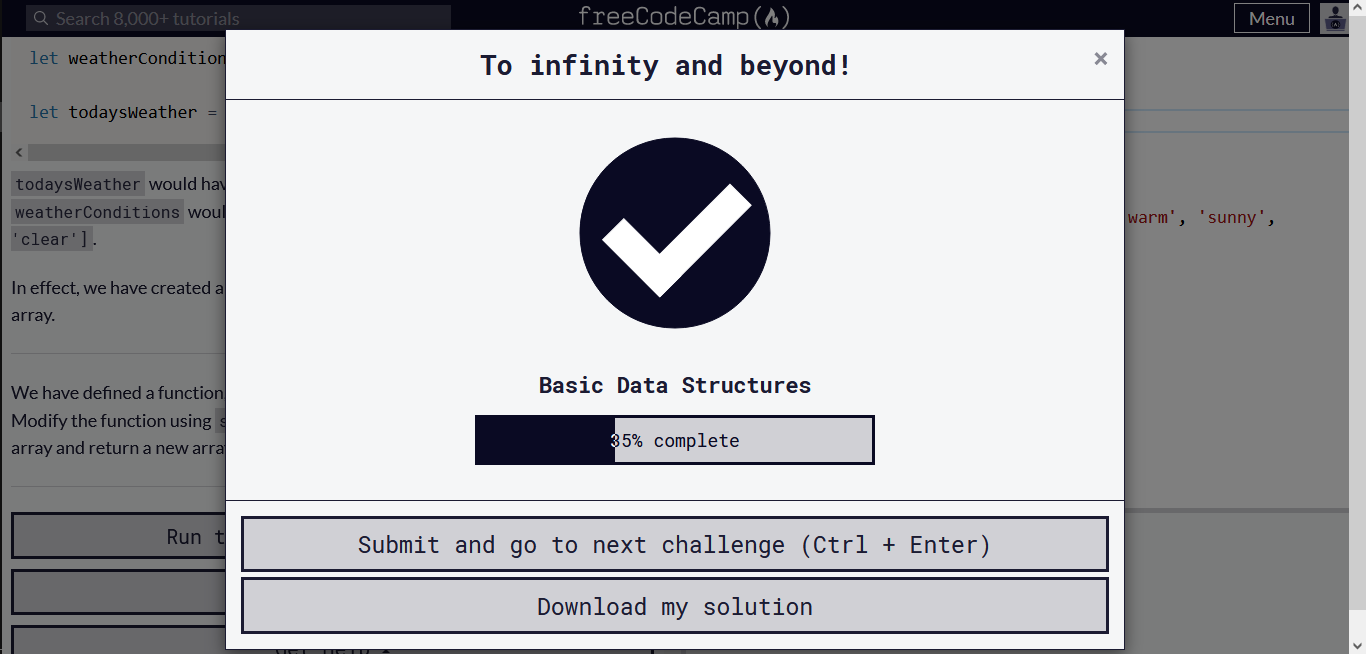 Search 8,000+ tutorials
freeCodeCamp
Menu
let weatherCondition
let todaysWeather =
todaysWeather would hav
weatherConditions woul
'clear'].
In effect, we have created a
array.
We have defined a function,
Modify the function using s
array and return a new arra
Run t
To infinity and beyond!
×
Basic Data Structures
35% complete
Submit and go to next challenge (Ctrl + Enter)
Download my solution
warm', 'sunny',